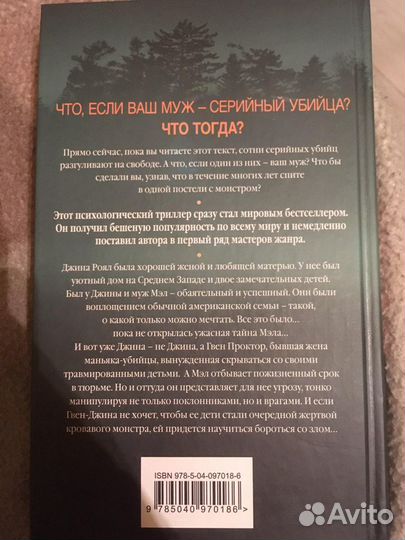 ЧТО, ЕСЛИ ВАШ МУЖ – СЕРИЙНЫЙ УБИЙЦА?
ЧТО ТОГДА?
Прямо сейчас, пока вы читаете этот текст, сотни серийных убийц
разгуливают на свободе. А что, если один из них – ваш муж? Что бы
сделали вы, узнав, что в течение многих лет спите
в одной постели с монстром?
•
Этот психологический триллер сразу стал мировым бестселлером.
Он получил бешеную популярность по всему миру и немедленно
поставил автора в первый ряд мастеров жанра.
•
Джина Роял была хорошей женой и любящей матерью. У нее был
уютный дом на Среднем Западе и двое замечательных детей.
Был у Джины и муж Мэл – обаятельный и успешный. Они были
воплощением обычной американской семьи – такой,
о какой только можно мечтать. Все это было...
пока не открылась ужасная тайна Мэла...
И вот уже Джина – не Джина, а Гвен Проктор, бывшая жена
маньяка-убийцы, вынужденная скрываться со своими
травмированными детьми. А Мэл отбывает пожизненный срок
в тюрьме. Но и оттуда он представляет для нее угрозу, тонко
манипулируя не только поклонниками, но и врагами. И если
Гвен-Джина не хочет, чтобы ее дети стали очередной жертвой
кровавого монстра, ей придется научиться бороться со злом...
ISBN 978-5-04-097018-6
9 785040 970186 >
Avito